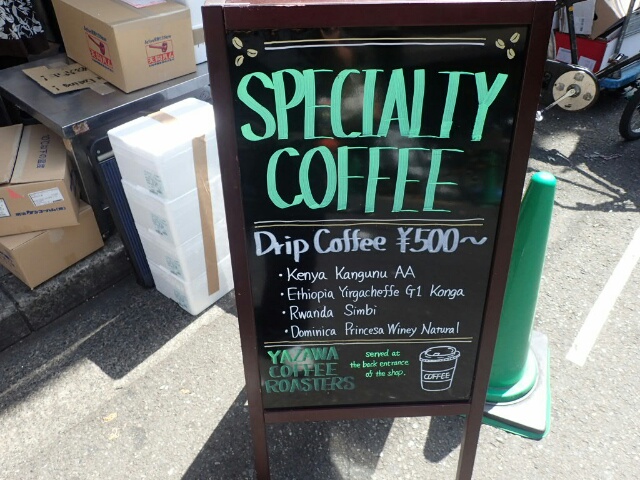 SPECIALTY
COFFEE
Drip Coffee ¥500~
・Kenya Kangunu AA
・Ethiopia Yirgacheffe G1 Konga
・Rwanda Simbi
・Dominica Princesa Winey Natural
YAZAWA
COFFEE
ROASTERS
served at
the back entrance
of the shop.
COFFEE